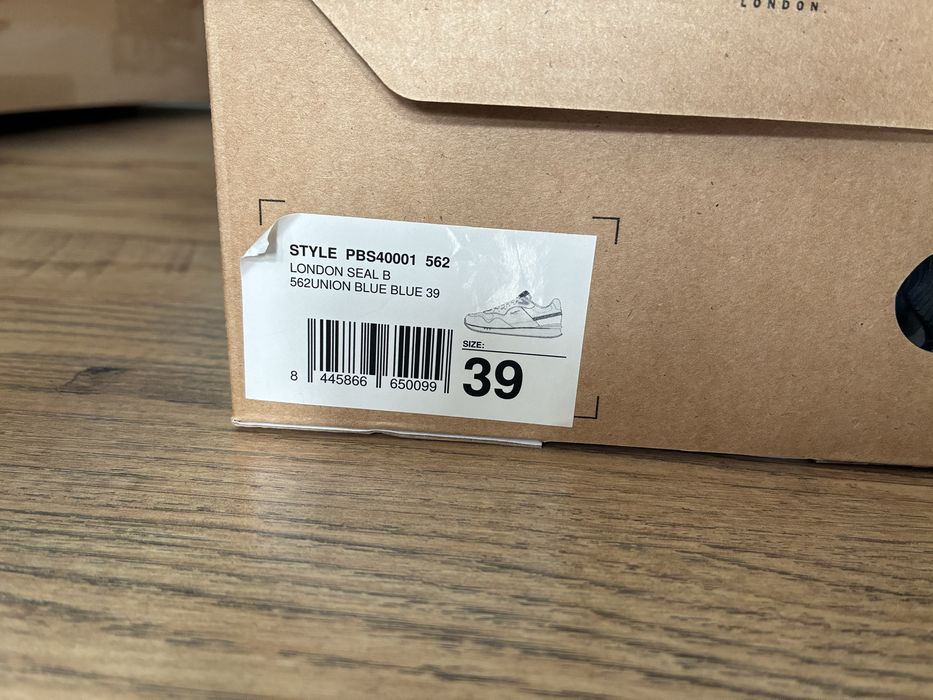 LONDON.
STYLE PBS40001 562
LONDON SEAL B
562UNION BLUE BLUE 39
SIZE:
39
8 445866 650099